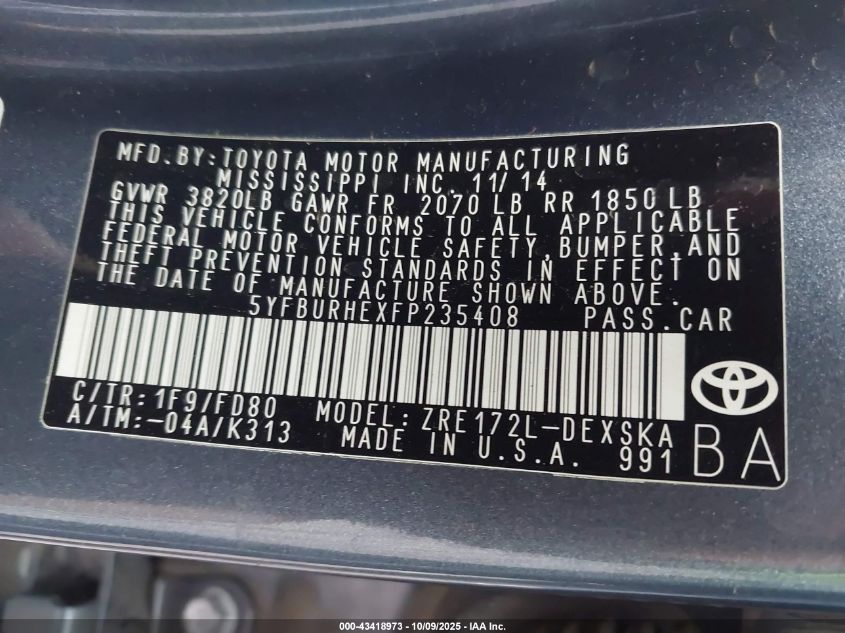 MFD.BY:TOYOTA MOTOR MANUFACTURING
MISSISSIPPI INC. 11/14
GVWR 3820LB GAWR FR 2070 LB RR 1850 LB
THIS VEHICLE CONFORMS TO ALL APPLICABLE
FEDERAL MOTOR VEHICLE SAFETY,BUMPER,AND
THEFT PREVENTION STANDARDS IN EFFECT ON
THE DATE OF MANUFACTURE SHOWN ABOVE.
5YFBURHEXFP235408 PASS.CAR
C/TR:1F9/FD80 MODEL:ZRE172L-DEXSKA
A/TM:-04A/K313 MADE IN U.S.A. 991 BA
000-43418973 - 10/09/2025 - IAA Inc.